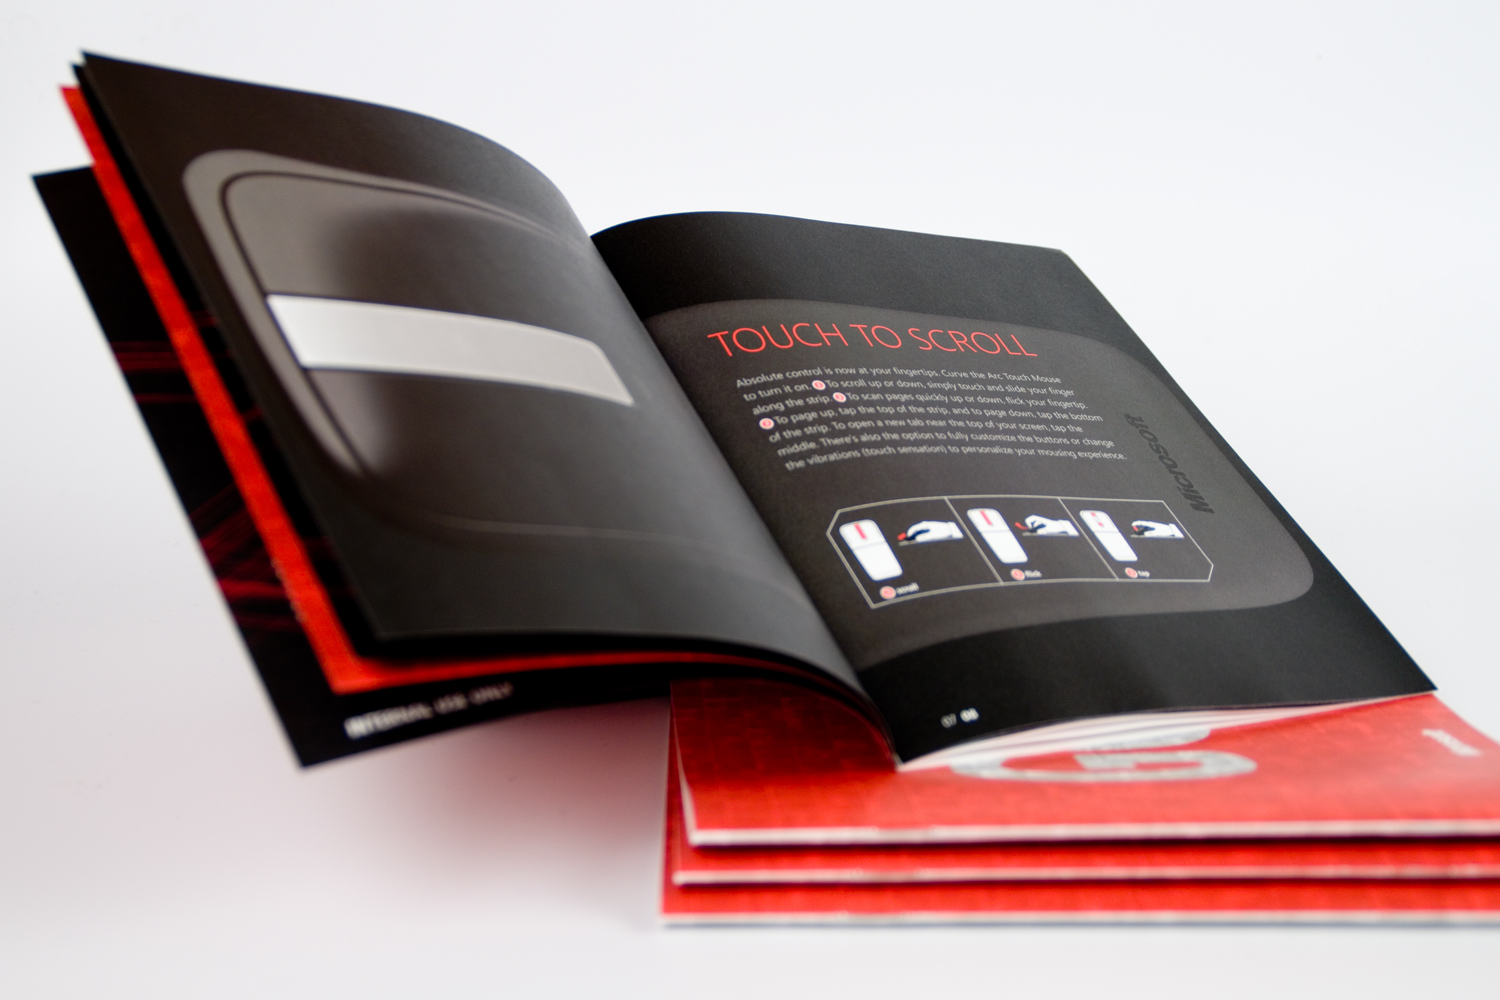 TOUCH TO SCROLL
Absolute control is now at your fingertips. Curve the Arc Touch Mouse
to turn it on. To scroll up or down, simply touch and slide your finger
along the strip. To scan pages quickly up or down, flick your fingertip.
To page up, tap the top of the strip, and to page down, tap the bottom
of the strip. To open a new tab near the top of your screen, tap the
middle. There's also the option to fully customize the buttons or change
the vibrations (touch sensation) to personalize your mousing experience.
Microsoft
scroll
flick
tap
07 08
INTERNAL USE ONLY